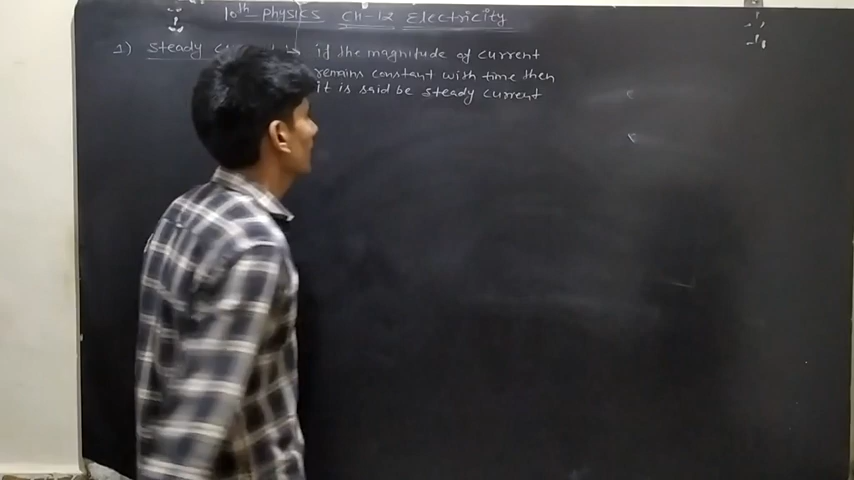 10th Physics Ch-12 Electricity
1) Steady if the magnitude of current
remains constant with time then
it is said be steady current